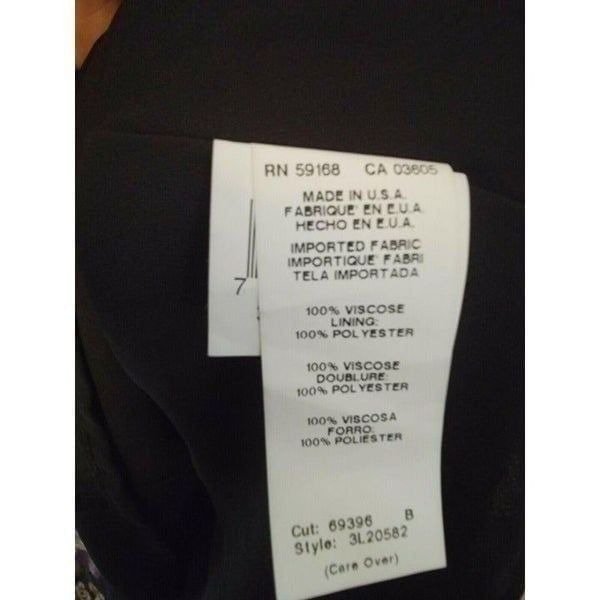 RN 59168 CA 03605
MADE IN U.S.A.
FABRIQUE' EN E.U.A.
HECHO EN E.U.A.
IMPORTED FABRIC
IMPORTIQUE' FABRI
TELA IMPORTADA
100% VISCOSE
LINING:
100% POLYESTER
100% VISCOSE
DOUBLURE:
100% POLYESTER
100% VISCOSA
FORRO:
100% POLIESTER
Cut: 69396 B
Style: 3L20582
(Care Over)
7